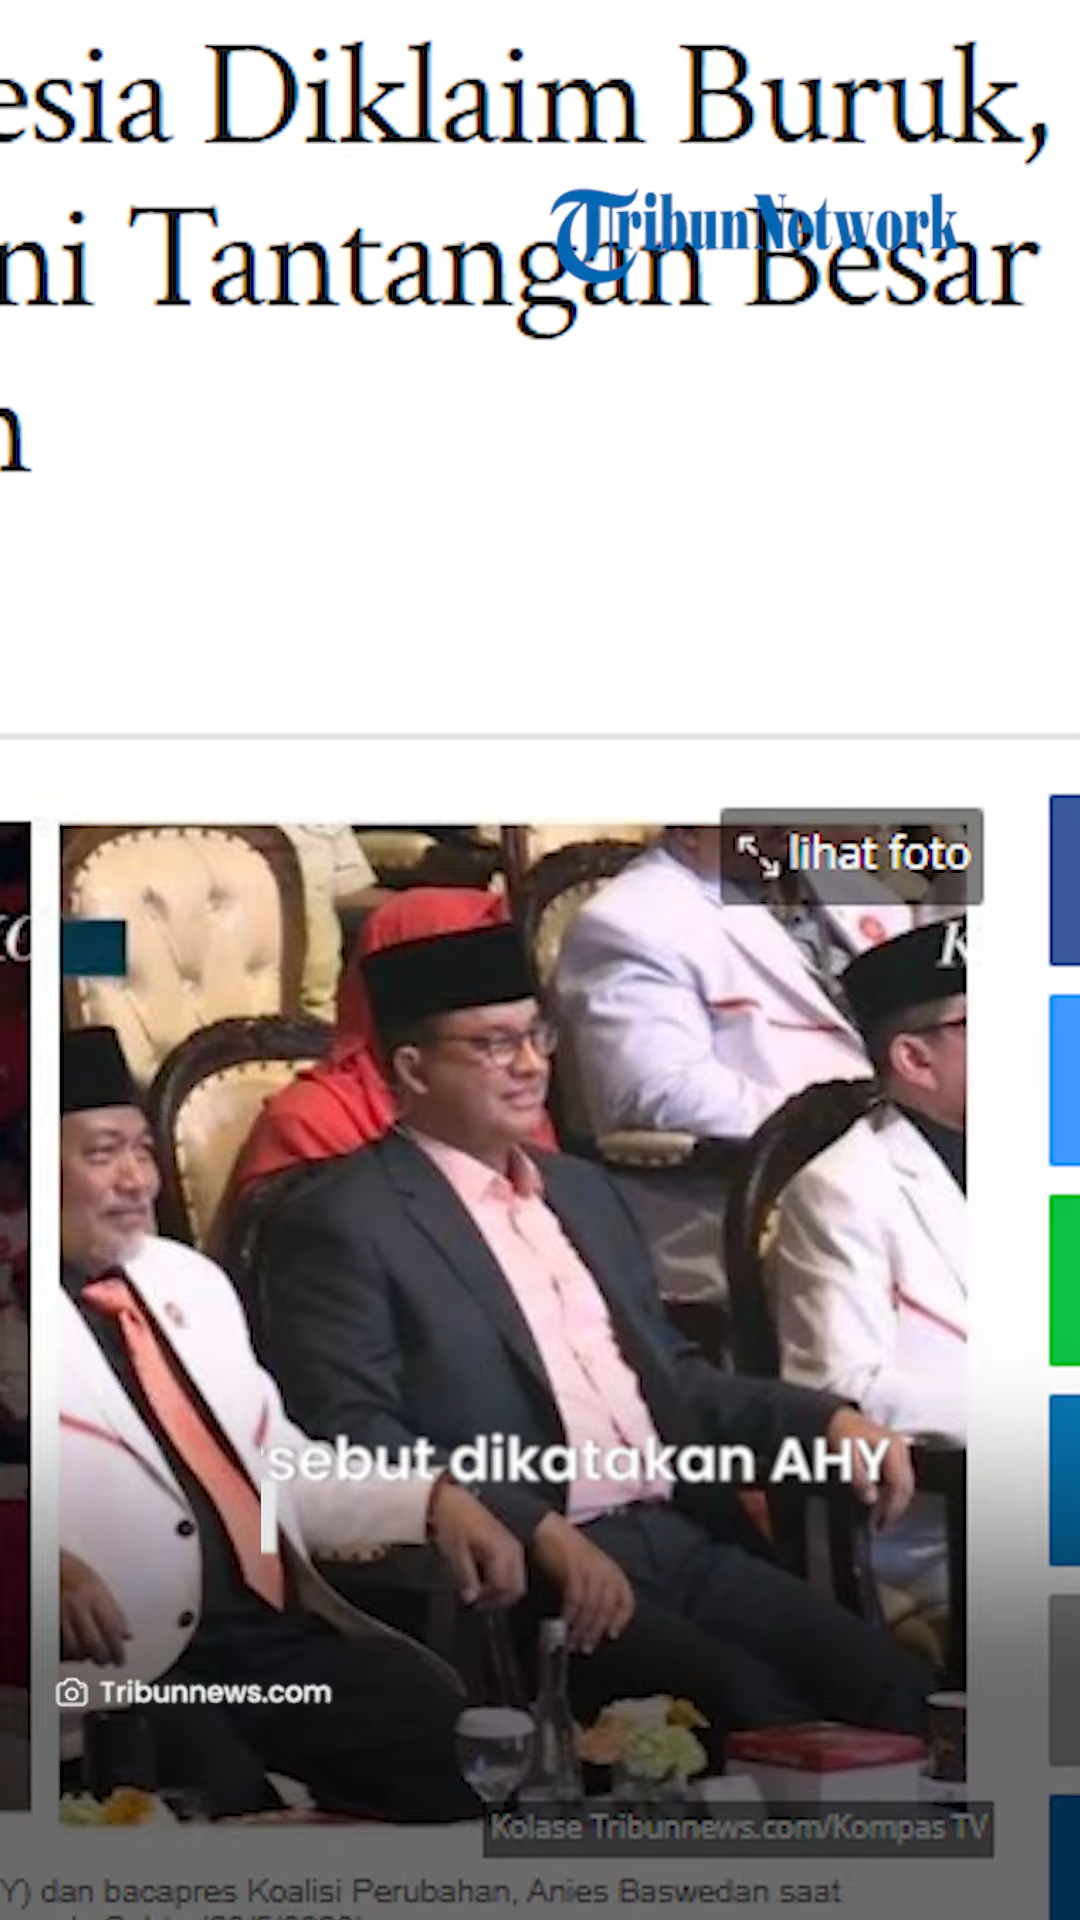 esia Diklaim Buruk,
TribunNetwork
ni Tantangan Besar
n
lihat foto
K
sebut dikatakan AHY
Tribunnews.com
Kolase Tribunnews.com/Kompas TV
Y) dan bacapres Koalisi Perubahan, Anies Baswedan saat